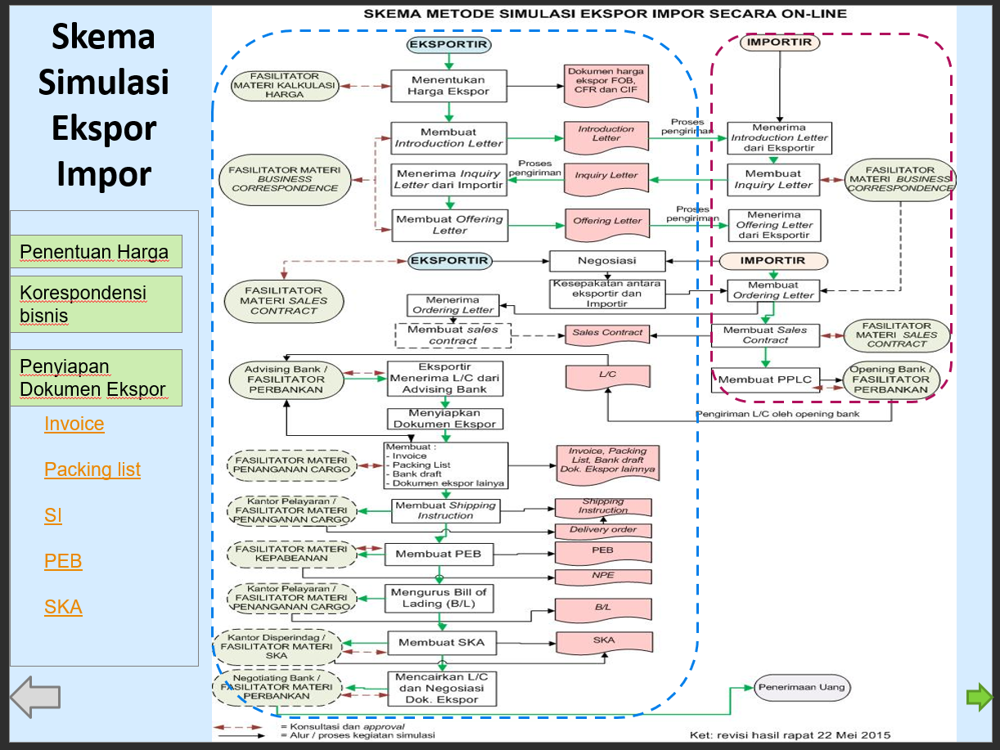 Skema
Simulasi
Ekspor
Impor
Penentuan Harga
Korespondensi
bisnis
Penyiapan
Dokumen Ekspor
Invoice
Packing list
SI
PEB
SKA
SKEMA METODE SIMULASI EKSPOR IMPOR SECARA ON-LINE
EKSPORTIR
IMPORTIR
FASILITATOR
MATERI KALKULASI
HARGA
Menentukan
Harga Ekspor
Dokumen harga
ekspor FOB,
CFR dan CIF
Membuat
Introduction Letter
Introduction
Letter
Proses
pengiriman
Menerima
Introduction Letter
dari Eksportir
FASILITATOR MATERI
BUSINESS
CORRESPONDENCE
Menerima Inquiry
Letter dari Importir
Proses
pengiriman
Inquiry Letter
Membuat
Inquiry Letter
FASILITATOR
MATERI BUSINESS
CORRESPONDENCE
Membuat Offering
Letter
Offering Letter
Proses
pengiriman
Menerima
Offering Letter
dari Eksportir
EKSPORTIR
Negosiasi
IMPORTIR
FASILITATOR
MATERI SALES
CONTRACT
Kesepakatan antara
eksportir dan
Importir
Membuat
Ordering Letter
Menerima
Ordering Letter
Membuat sales
contract
Sales Contract
Membuat Sales
Contract
FASILITATOR
MATERI SALES
CONTRACT
Advising Bank /
FASILITATOR
PERBANKAN
Eksportir
Menerima L/C dari
Advising Bank
L/C
Membuat PPLC
Opening Bank /
FASILITATOR
PERBANKAN
Menyiapkan
Dokumen Ekspor
Pengiriman L/C oleh opening bank
FASILITATOR MATERI
PENANGANAN CARGO
Membuat :
- Invoice
- Packing List
- Bank draft
- Dokumen ekspor lainya
Invoice, Packing
List, Bank draft
Dok. Ekspor lainnya
Kantor Pelayaran /
FASILITATOR MATERI
PENANGANAN CARGO
Membuat Shipping
Instruction
Shipping
Instruction
Delivery order
FASILITATOR MATERI
KEPABEANAN
Membuat PEB
PEB
NPE
Kantor Pelayaran /
FASILITATOR MATERI
PENANGANAN CARGO
Mengurus Bill of
Lading (B/L)
B/L
Kantor Disperindag /
FASILITATOR MATERI
SKA
Membuat SKA
SKA
Negotiating Bank /
FASILITATOR MATERI
PERBANKAN
Mencairkan L/C
dan Negosiasi
Dok. Ekspor
Penerimaan Uang
= Konsultasi dan approval
= Alur / proses kegiatan simulasi
Ket: revisi hasil rapat 22 Mei 2015